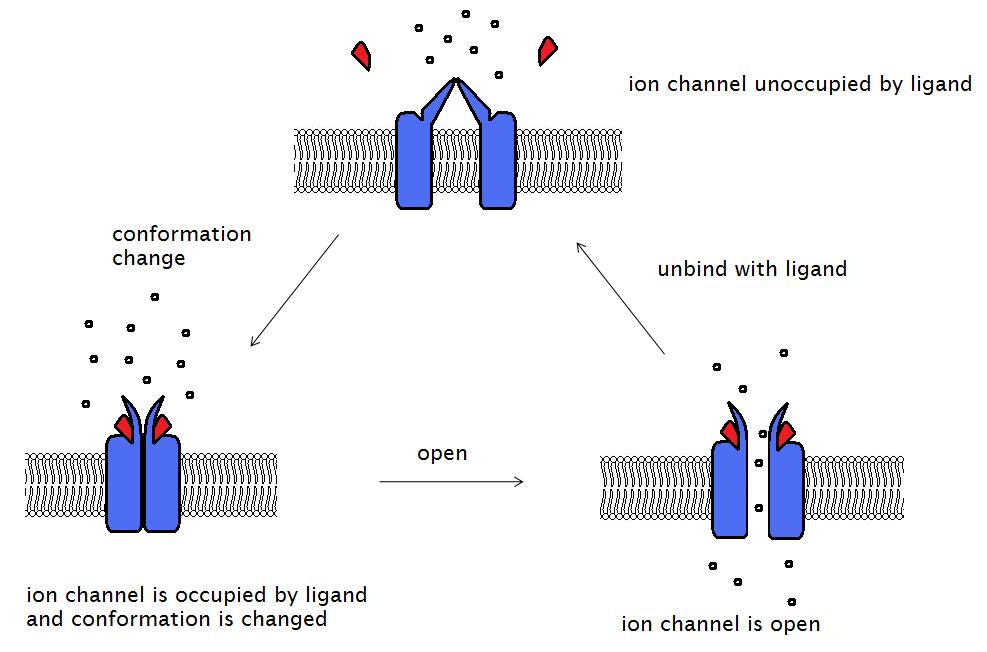 ion channel unoccupied by ligand
conformation
change
unbind with ligand
open
ion channel is occupied by ligand
and conformation is changed
ion channel is open